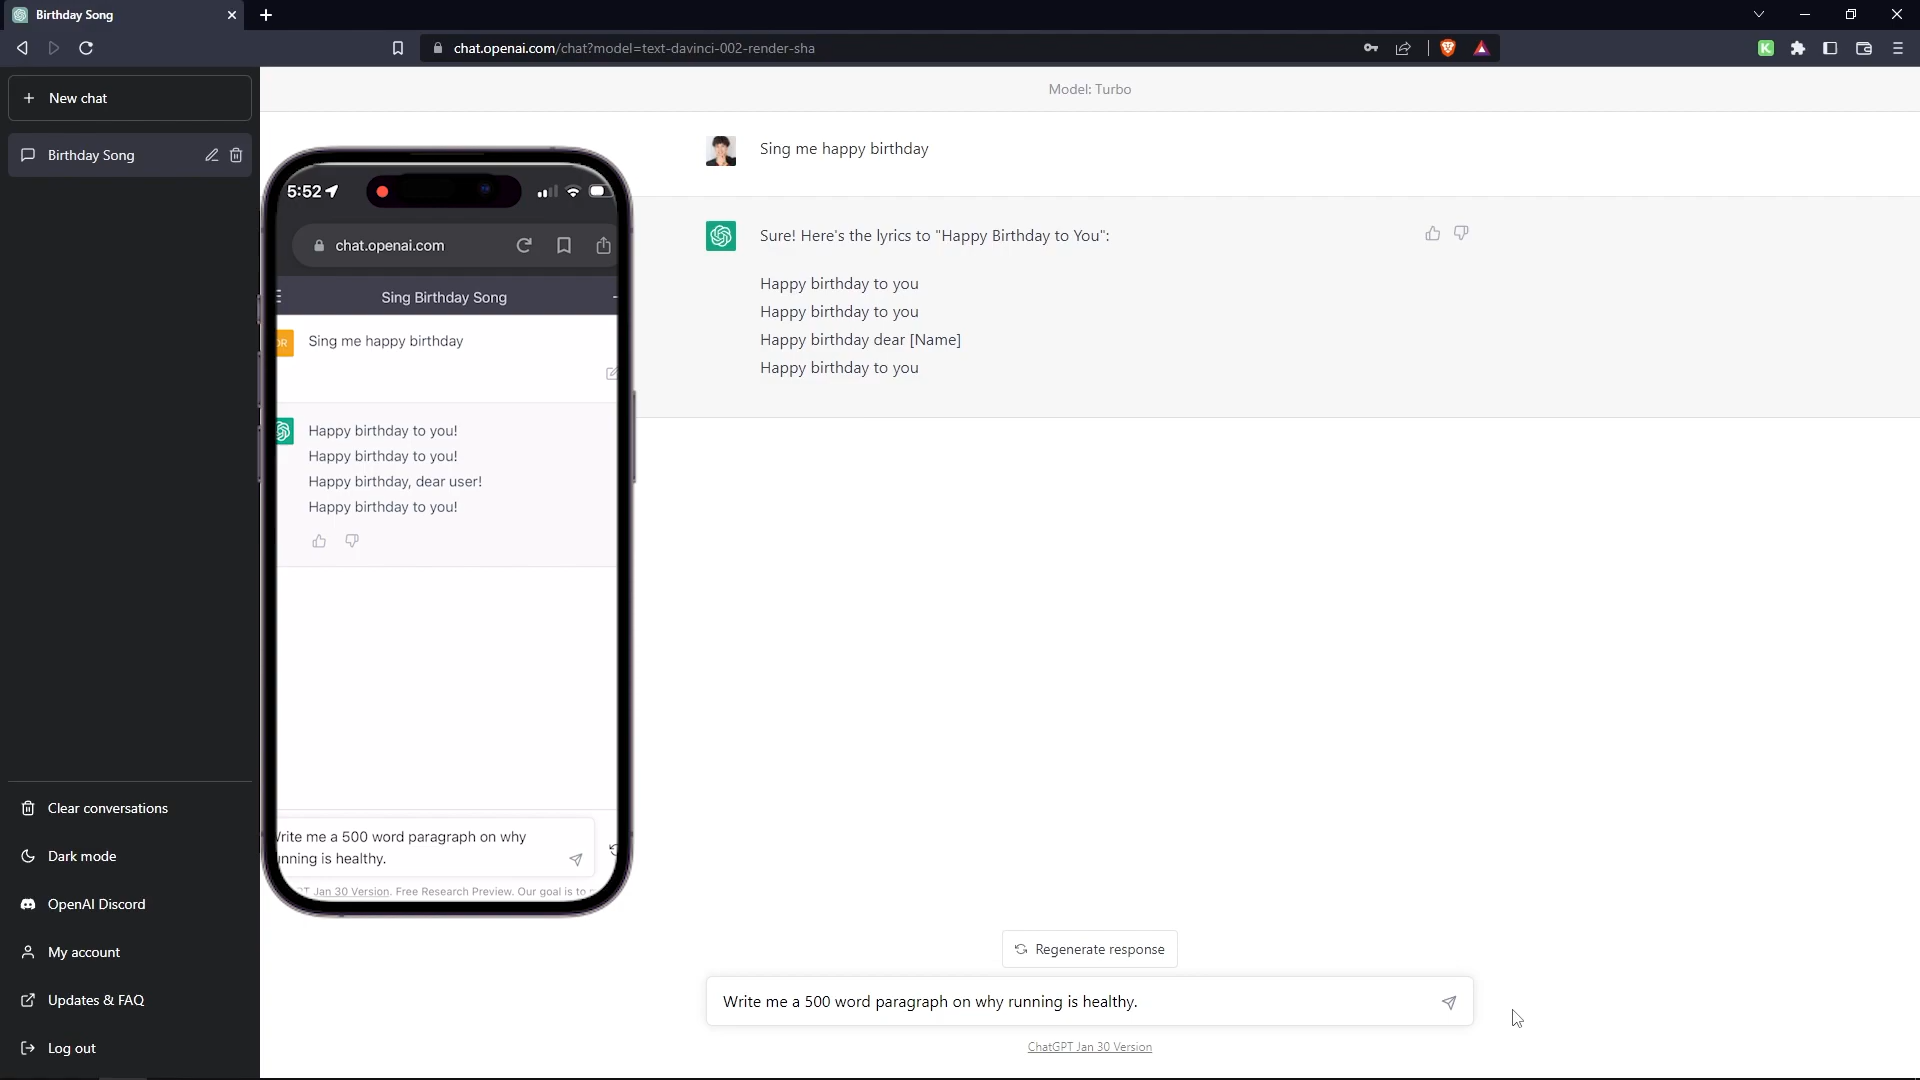 Birthday Song
chat.openai.com/chat?model=text-davinci-002-render-sha
New chat
Birthday Song
Clear conversations
Dark mode
OpenAI Discord
My account
Updates & FAQ
Log out
5:52
chat.openai.com
Sing Birthday Song
Sing me happy birthday
Happy birthday to you!
Happy birthday to you!
Happy birthday, dear user!
Happy birthday to you!
me a 500 word paragraph on why
is healthy.
Jan 30 Version. Free Research Preview. Our goal is to
Model: Turbo
Sing me happy birthday
Sure! Here's the lyrics to "Happy Birthday to You":
Happy birthday to you
Happy birthday to you
Happy birthday dear [Name]
Happy birthday to you
Regenerate response
Write me a 500 word paragraph on why running is healthy.
ChatGPT Jan 30 Version